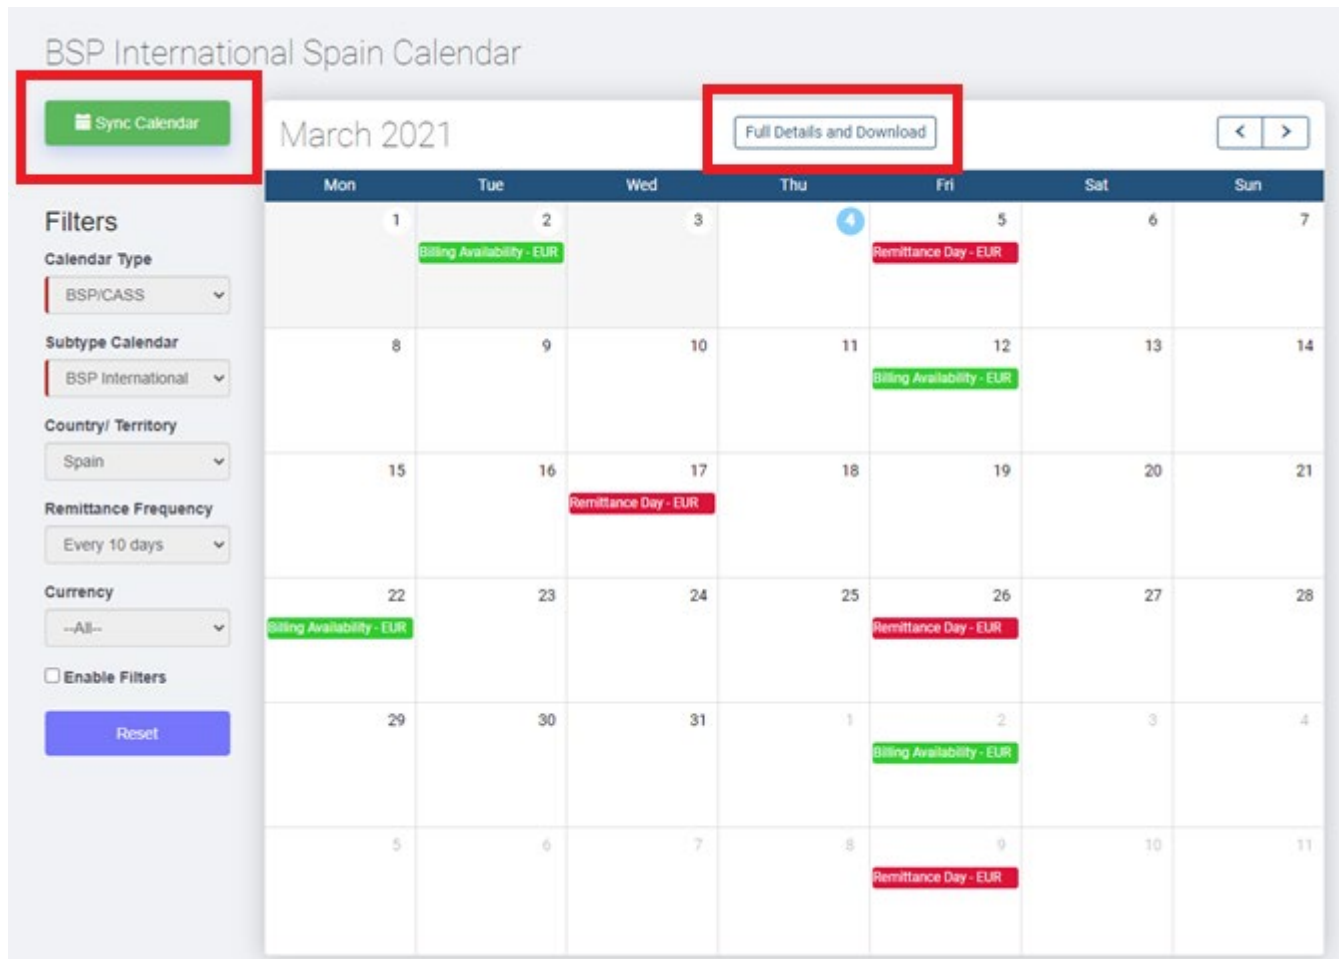 BSP International Spain Calendar
Sync Calendar
Filters
Calendar Type
BSP/CASS
Subtype Calendar
BSP International
Country/ Territory
Spain
Remittance Frequency
Every 10 days
Currency
--All--
Enable Filters
Reset
March 2021
Full Details and Download
< >
Mon Tue Wed Thu Fri Sat Sun
1 2 3 4 5 6 7
Billing Availability - EUR Remittance Day - EUR
8 9 10 11 12 13 14
Billing Availability - EUR
15 16 17 18 19 20 21
Remittance Day - EUR
22 23 24 25 26 27 28
Billing Availability - EUR Remittance Day - EUR
29 30 31 1 2 3 4
Billing Availability - EUR
5 6 7 8 9 10 11
Remittance Day - EUR